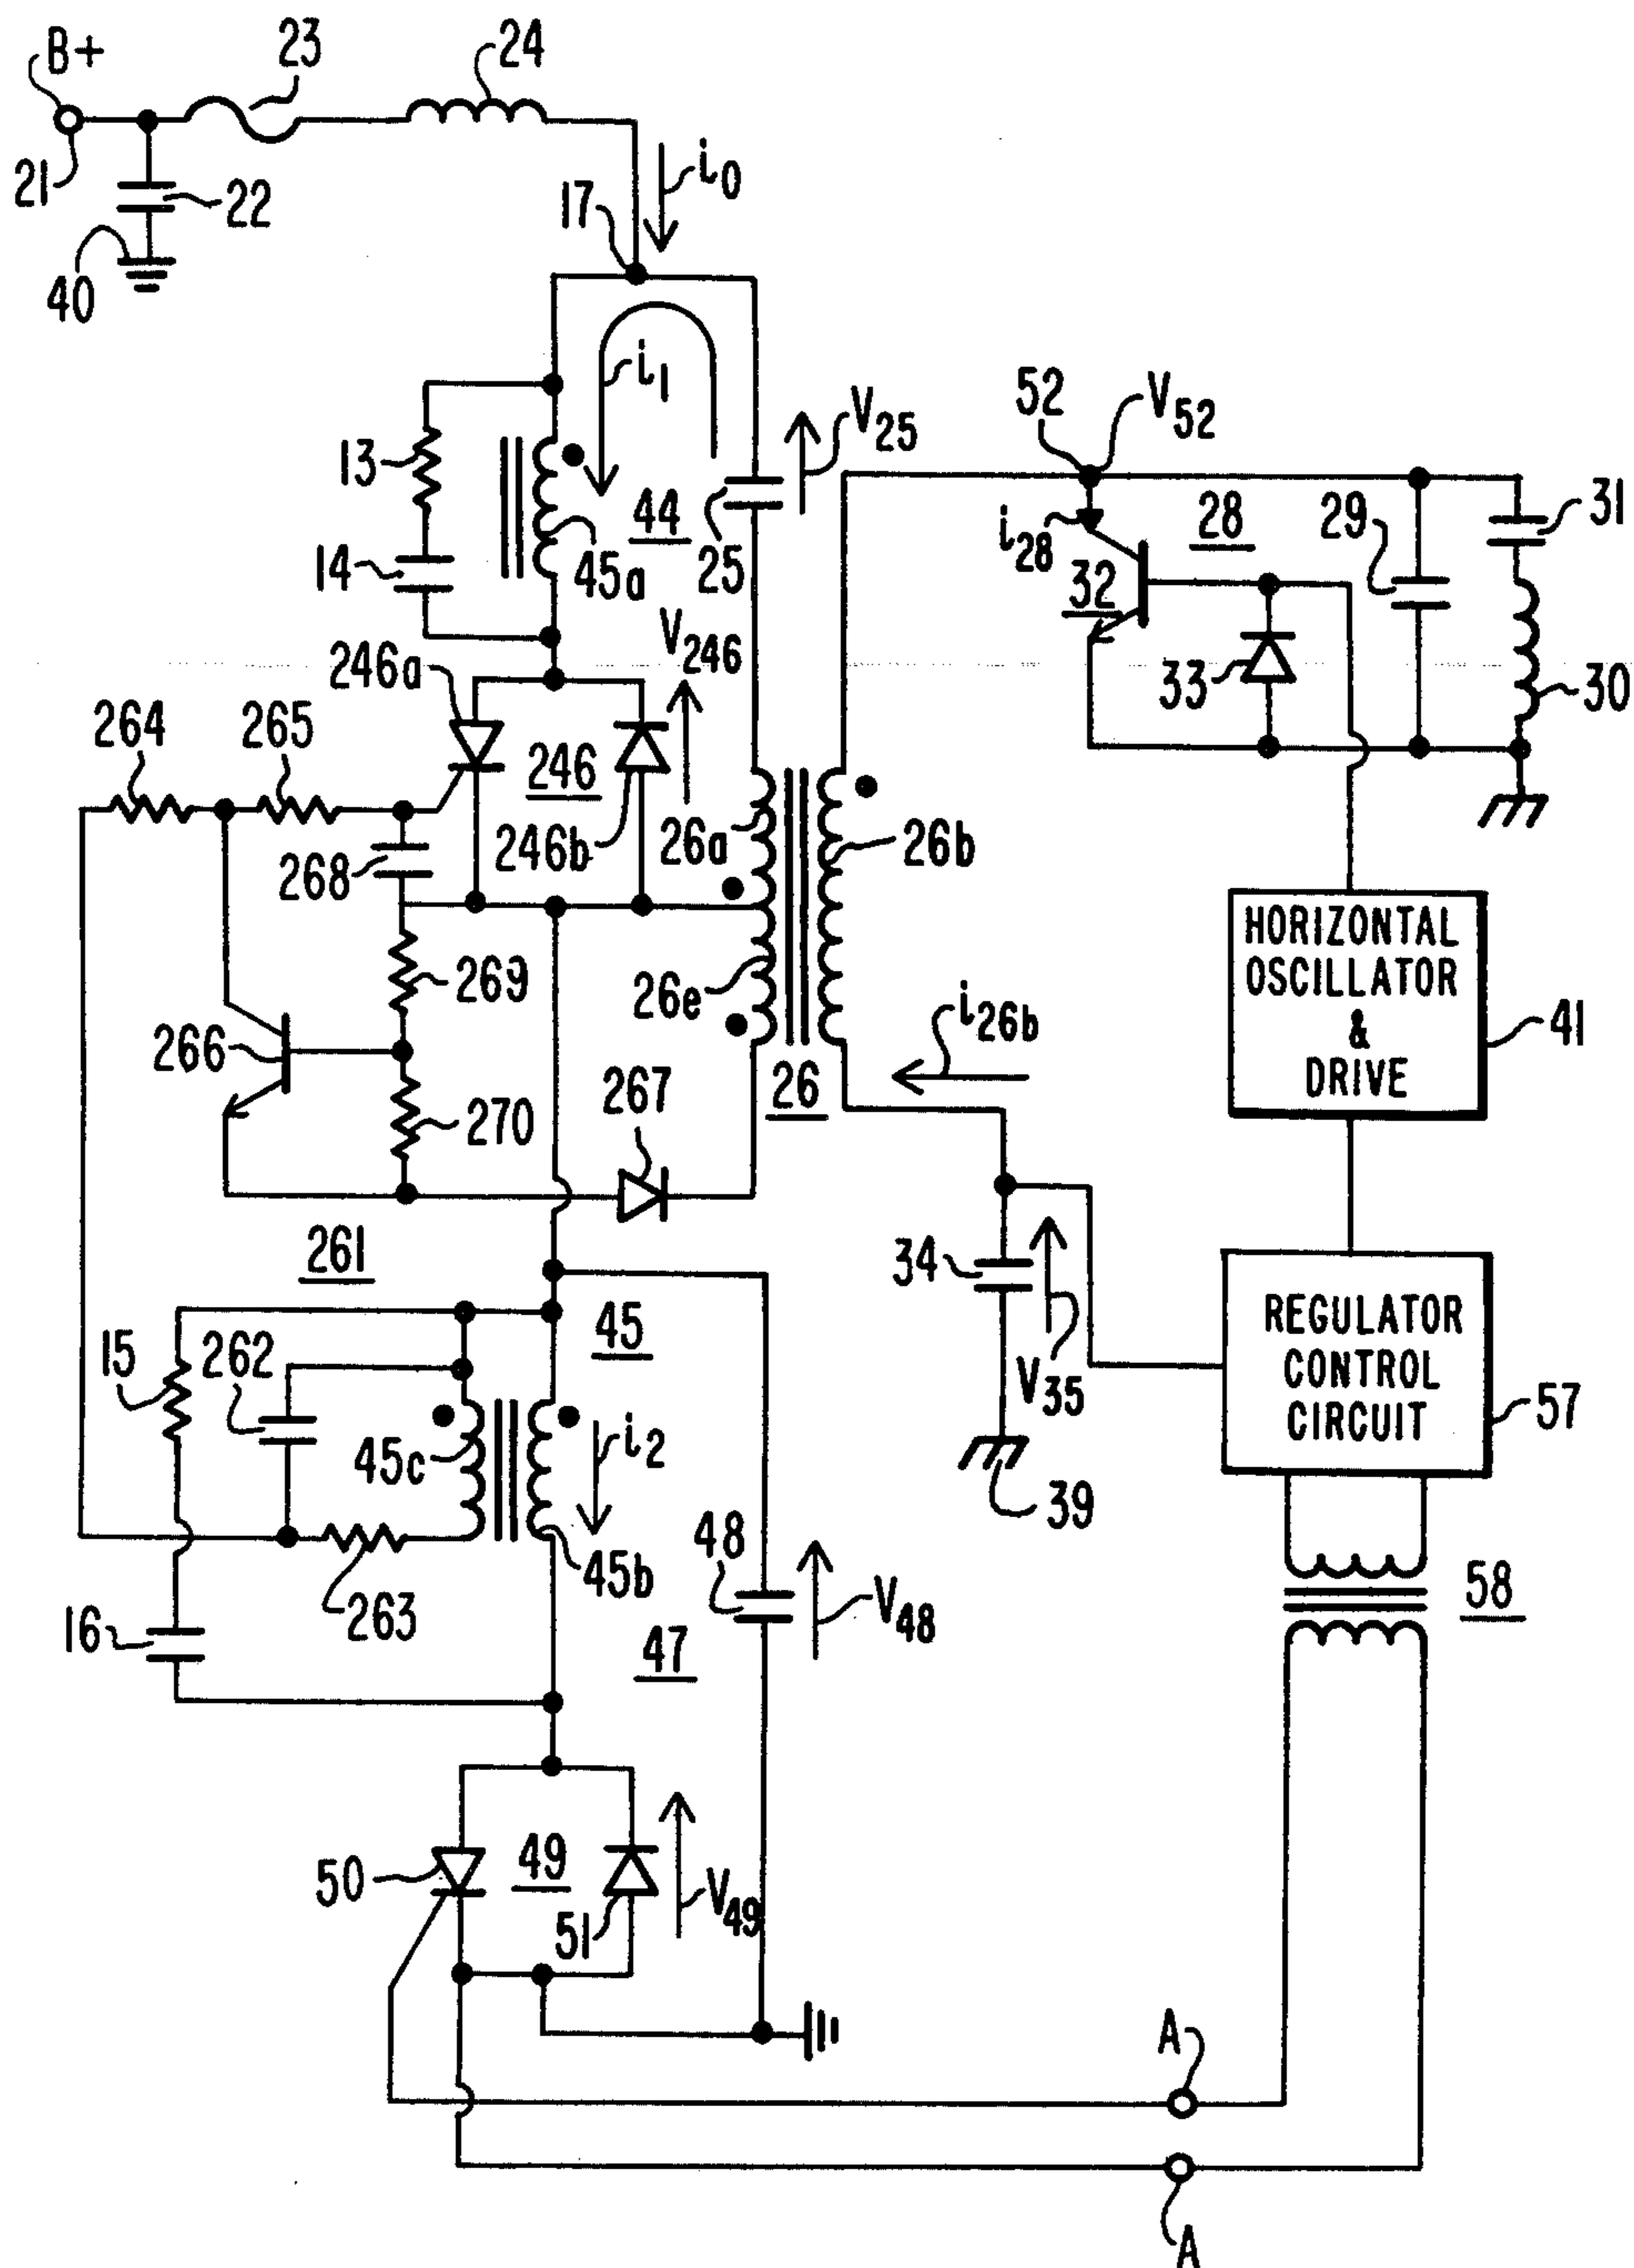 B+
23
24
21
22
40
17
i0
13
14
i1
44
45a
25
V25
52
V52
i28
32
28
29
31
33
30
246a
V246
264
265
246
246b
268
26a
26b
269
26e
266
270
267
26
i26b
HORIZONTAL
OSCILLATOR
&
DRIVE
41
261
34
V35
39
REGULATOR
CONTROL
CIRCUIT
57
15
262
45
45c
i2
45b
263
16
48
V48
47
58
50
49
51
V49
A
A